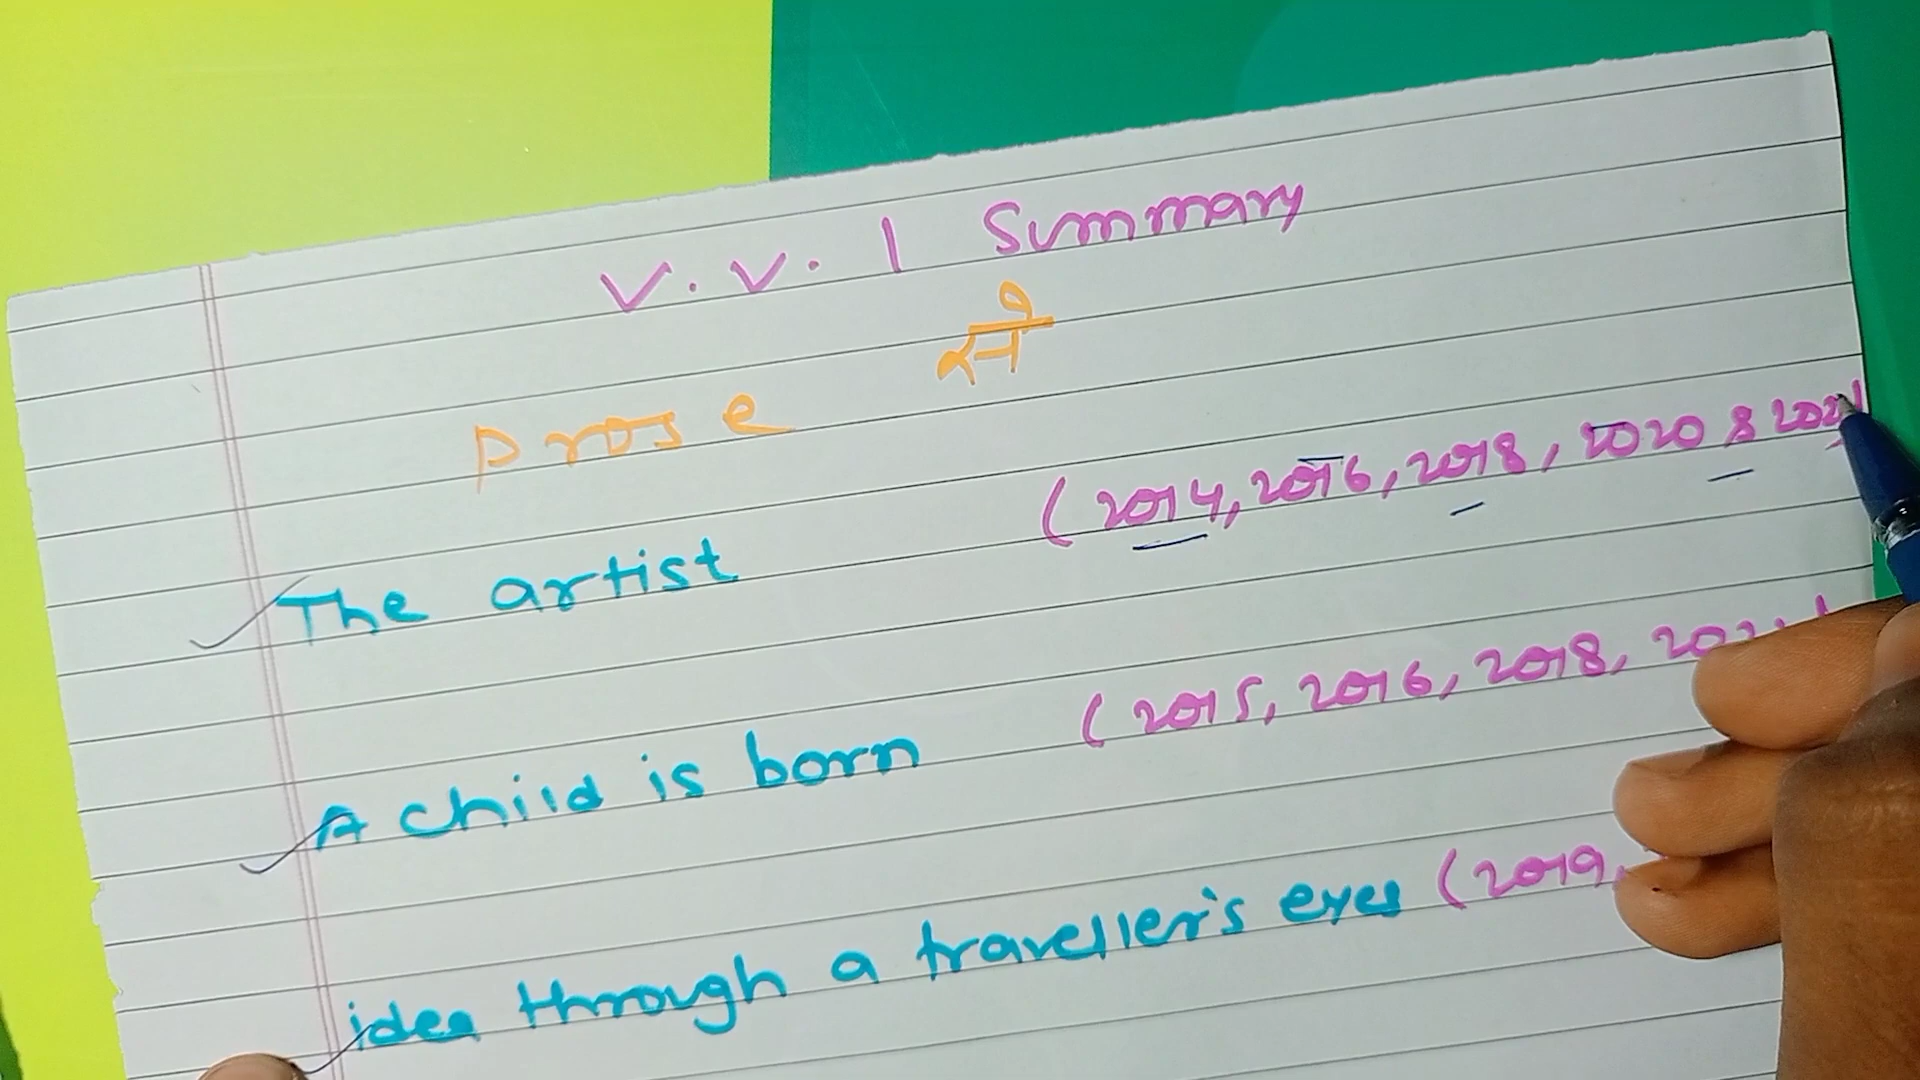 V. V. I Summary
Prose से
The artist (2014, 2016, 2018, 2020 &
A child is born (2015, 2016, 2018,
idea through a traveller's eyes (2019,